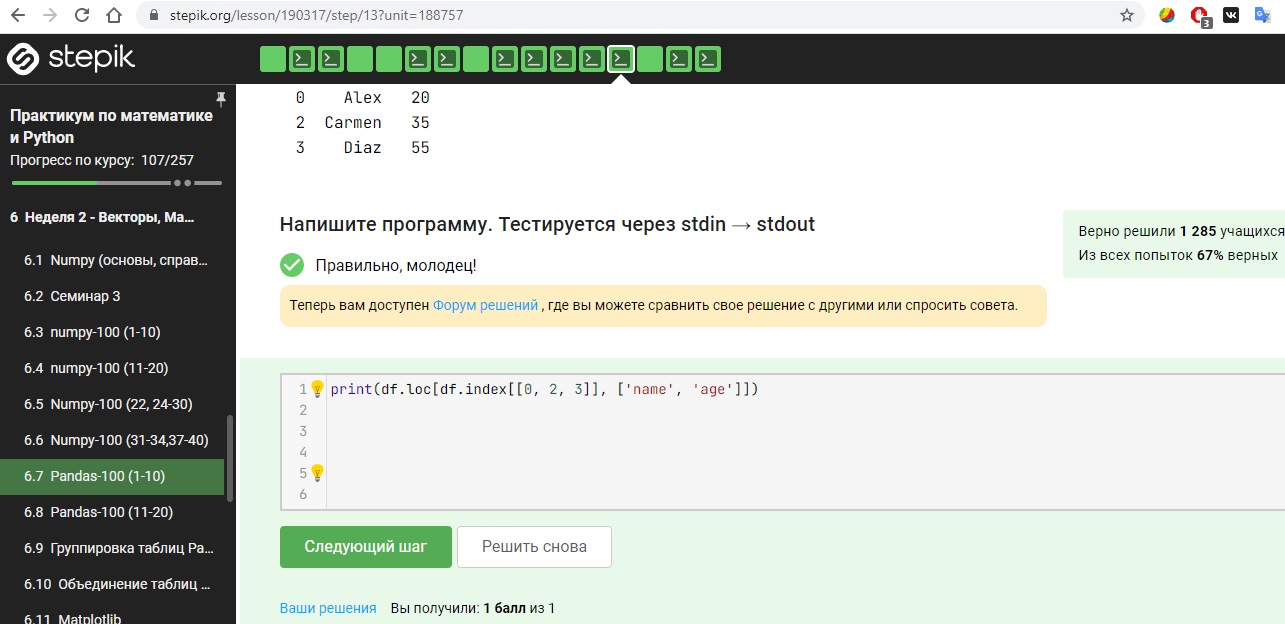 stepik.org/lesson/190317/step/13?unit=188757
3
stepik
Практикум по математике
и Python
Прогресс по курсу: 107/257
6 Неделя 2 - Векторы, Ма...
6.1 Numpy (основы, справ...
6.2 Семинар 3
6.3 numpy-100 (1-10)
6.4 numpy-100 (11-20)
6.5 Numpy-100 (22, 24-30)
6.6 Numpy-100 (31-34,37-40)
6.7 Pandas-100 (1-10)
6.8 Pandas-100 (11-20)
6.9 Группировка таблиц Pa...
6.10 Объединение таблиц ...
6.11 Matplotlib
0 Alex 20
2 Carmen 35
3 Diaz 55
Напишите программу. Тестируется через stdin → stdout
Правильно, молодец!
Теперь вам доступен Форум решений , где вы можете сравнить свое решение с другими или спросить совета.
Верно решили 1 285 учащихся
Из всех попыток 67% верных
1 print(df.loc[df.index[[0, 2, 3]], ['name', 'age']])
2
3
4
5
6
Следующий шаг
Решить снова
Ваши решения Вы получили: 1 балл из 1